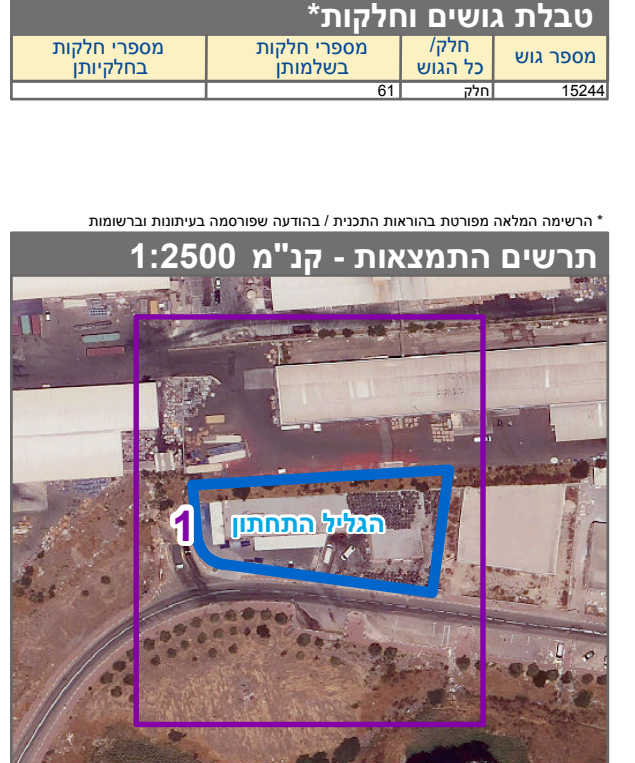 טבלת גושים וחלקות*
מספר גוש חלק/ כל הגוש מספרי חלקות בשלמותן מספרי חלקות בחלקיותן
15244 חלק 61
* הרשימה המלאה מפורטת בהוראות התכנית / בהודעה שפורסמה בעיתונות וברשומות
תרשים התמצאות - קנ"מ 1:2500
הגליל התחתון
1